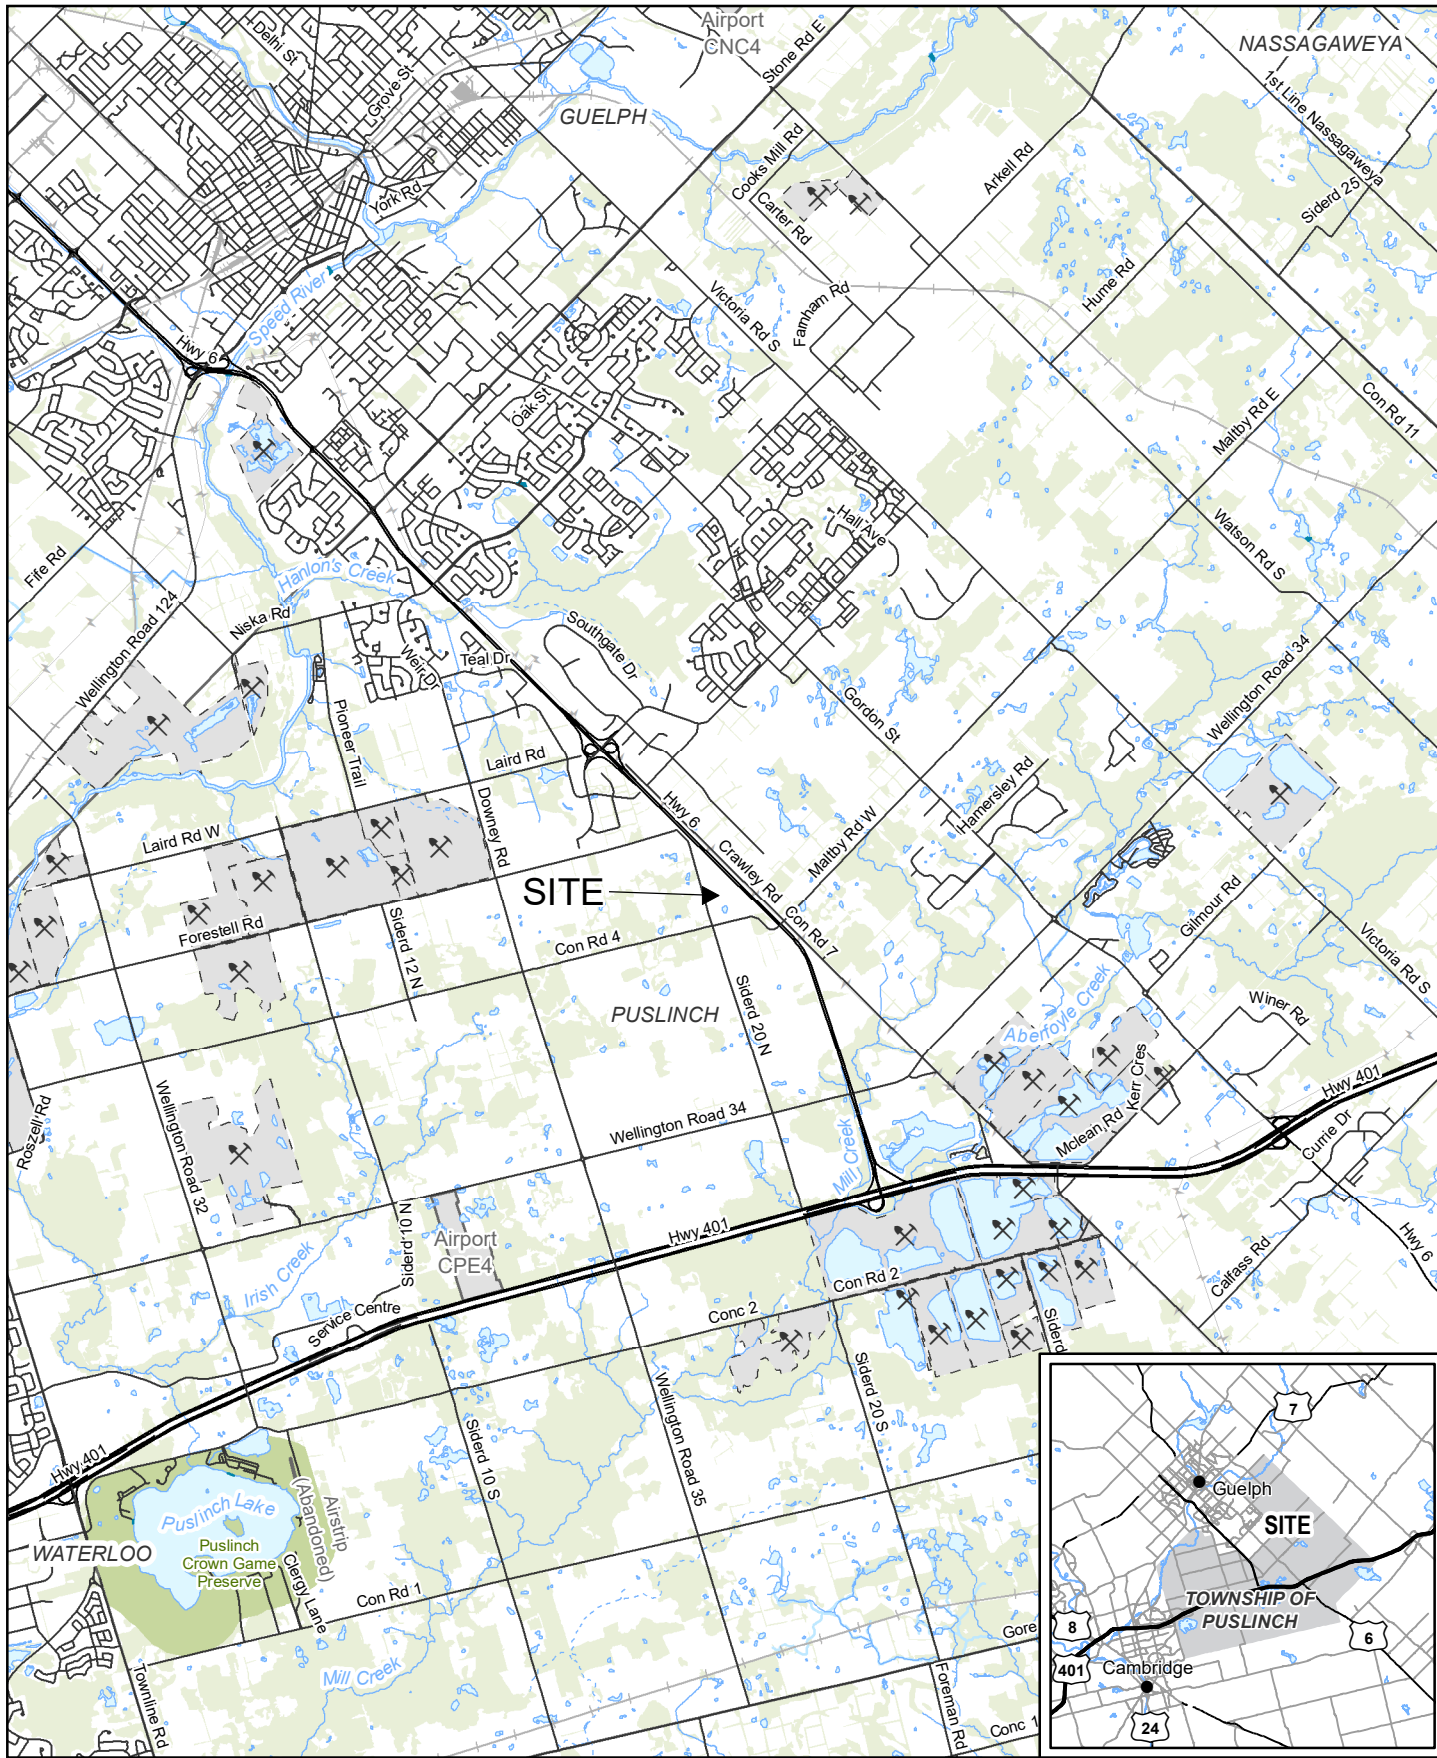 Airport
CNC4
NASSAGAWEYA
Delhi St
Grove St
Stone Rd E
1st Line Nassagaweya
GUELPH
Cooks Mill Rd
Arkell Rd
York Rd
Carter Rd
Siderd 25
Speed River
Victoria Rd S
Farnham Rd
Hume Rd
Hwy 6
Oak St
Maltby Rd E
Con Rd 11
Hall Ave
Watson Rd S
Fife Rd
Hanlon's Creek
Niska Rd
Wellington Road 124
Weir Dr
Teal Dr
Southgate Dr
Wellington Road 34
Pioneer Trail
Gordon St
Laird Rd
Downey Rd
Hwy 6
Hamersley Rd
Laird Rd W
Crawley Rd
Maltby Rd W
SITE
Forestell Rd
Siderd 12 N
Con Rd 4
Con Rd 7
Gilmour Rd
Victoria Rd S
PUSLINCH
Siderd 20 N
Aberfoyle Creek
Winer Rd
Roszell Rd
Wellington Road 32
Wellington Road 34
Kerr Cres
Mclean Rd
Hwy 401
Currie Dr
Mill Creek
Siderd 10 N
Airport
CPE4
Hwy 401
Hwy 6
Irish Creek
Service Centre
Con Rd 2
Calfass Rd
Conc 2
Siderd
Siderd 20 S
Wellington Road 35
Siderd 10 S
Hwy 401
Puslinch Lake
Airstrip
(Abandoned)
WATERLOO
Puslinch
Crown Game
Preserve
Clergy Lane
Con Rd 1
Mill Creek
Townline Rd
Gore
Foreman Rd
Conc 1
7
Guelph
SITE
TOWNSHIP OF
PUSLINCH
8
6
401
Cambridge
24